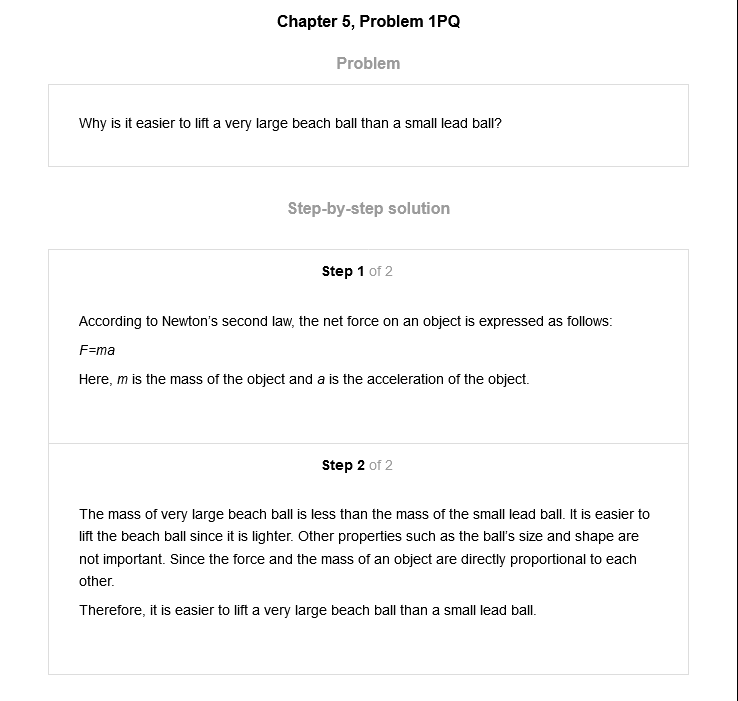 Chapter 5, Problem 1PQ
Problem
Why is it easier to lift a very large beach ball than a small lead ball?
Step-by-step solution
Step 1 of 2
According to Newton's second law, the net force on an object is expressed as follows:
F=ma
Here, m is the mass of the object and a is the acceleration of the object.
Step 2 of 2
The mass of very large beach ball is less than the mass of the small lead ball. It is easier to
lift the beach ball since it is lighter. Other properties such as the ball's size and shape are
not important. Since the force and the mass of an object are directly proportional to each
other.
Therefore, it is easier to lift a very large beach ball than a small lead ball.